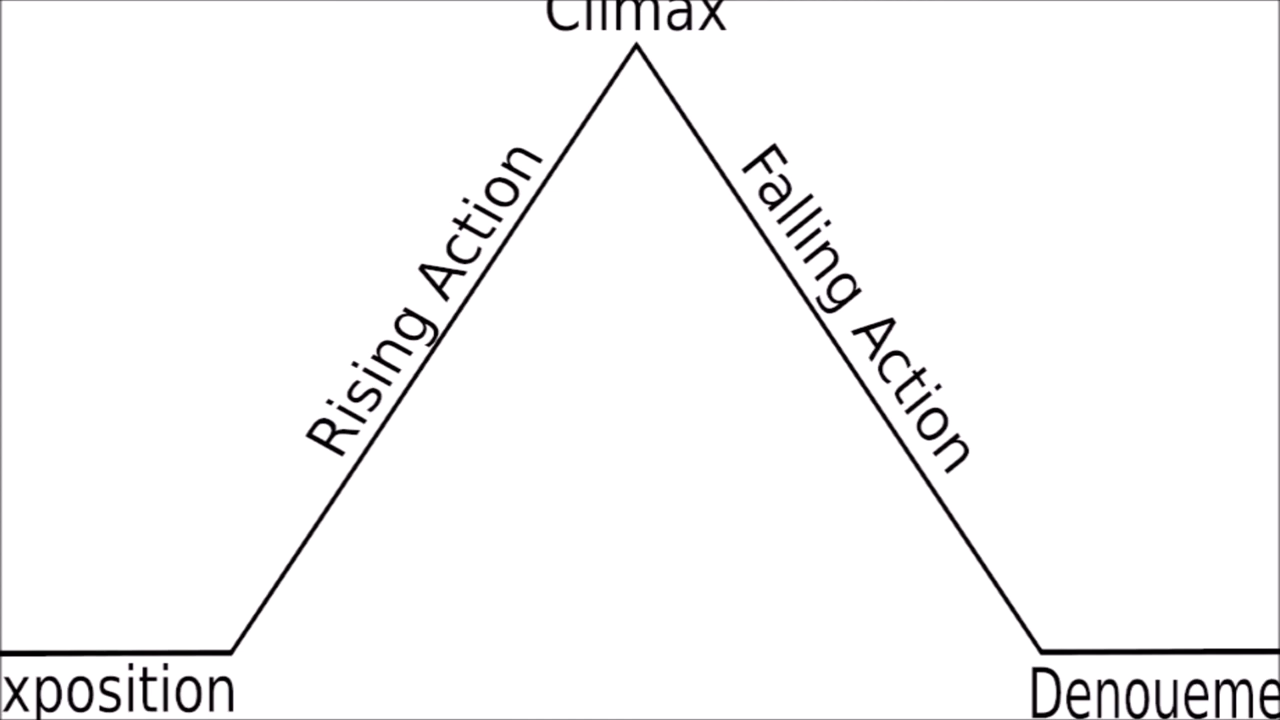 Climax
Rising Action
Falling Action
xposition
Denoueme